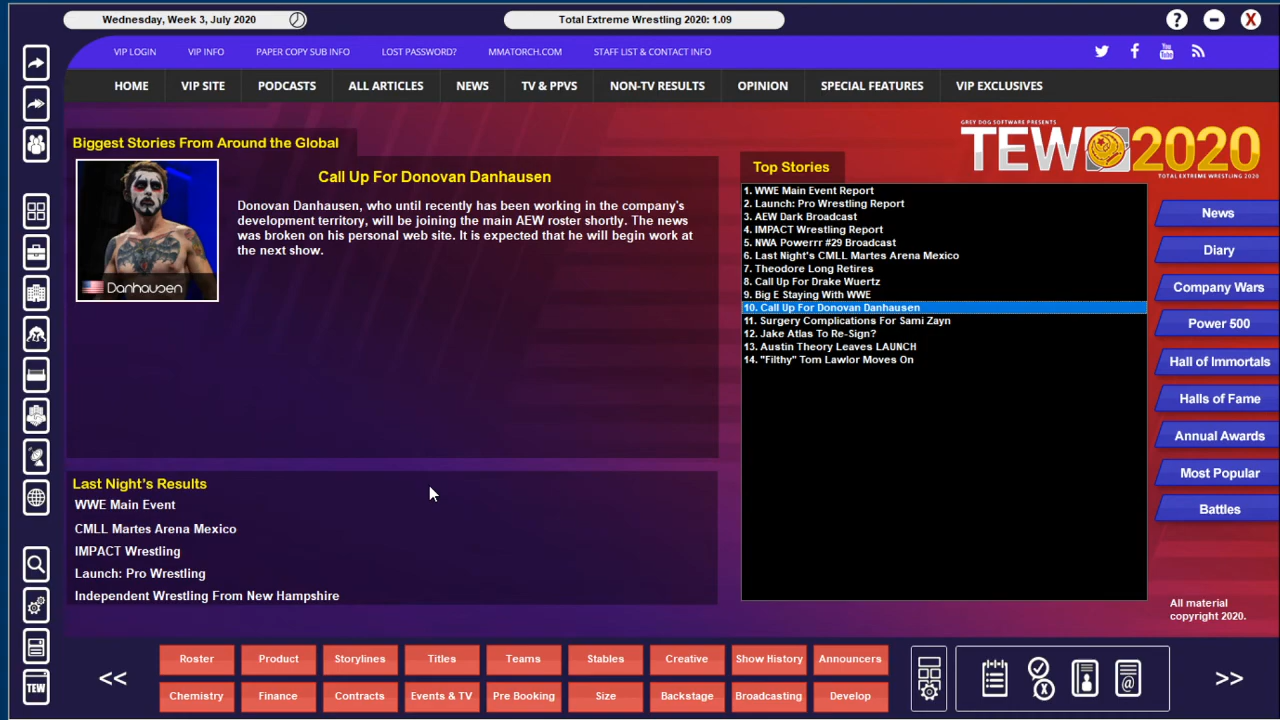 Wednesday, Week 3, July 2020
Total Extreme Wrestling 2020: 1.09
?
VIP LOGIN
VIP INFO
PAPER COPY SUB INFO
LOST PASSWORD?
MMATORCH.COM
STAFF LIST & CONTACT INFO
You Tube
HOME
VIP SITE
PODCASTS
ALL ARTICLES
NEWS
TV & PPVS
NON-TV RESULTS
OPINION
SPECIAL FEATURES
VIP EXCLUSIVES
GREY DOG SOFTWARE PRESENTS
TEW 2020
TOTAL EXTREME WRESTLING 2020
Biggest Stories From Around the Global
Call Up For Donovan Danhausen
Donovan Danhausen, who until recently has been working in the company's
development territory, will be joining the main AEW roster shortly. The news
was broken on his personal web site. It is expected that he will begin work at
the next show.
Danhausen
Top Stories
1. WWE Main Event Report
2. Launch: Pro Wrestling Report
3. AEW Dark Broadcast
4. IMPACT Wrestling Report
5. NWA Powerrr #29 Broadcast
6. Last Night's CMLL Martes Arena Mexico
7. Theodore Long Retires
8. Call Up For Drake Wuertz
9. Big E Staying With WWE
10. Call Up For Donovan Danhausen
11. Surgery Complications For Sami Zayn
12. Jake Atlas To Re-Sign?
13. Austin Theory Leaves LAUNCH
14. "Filthy" Tom Lawlor Moves On
News
Diary
Company Wars
Power 500
Hall of Immortals
Halls of Fame
Annual Awards
Most Popular
Battles
Last Night's Results
WWE Main Event
CMLL Martes Arena Mexico
IMPACT Wrestling
Launch: Pro Wrestling
Independent Wrestling From New Hampshire
All material
copyright 2020.
TEW
<<
Roster
Product
Storylines
Titles
Teams
Stables
Creative
Show History
Announcers
Chemistry
Finance
Contracts
Events & TV
Pre Booking
Size
Backstage
Broadcasting
Develop
>>